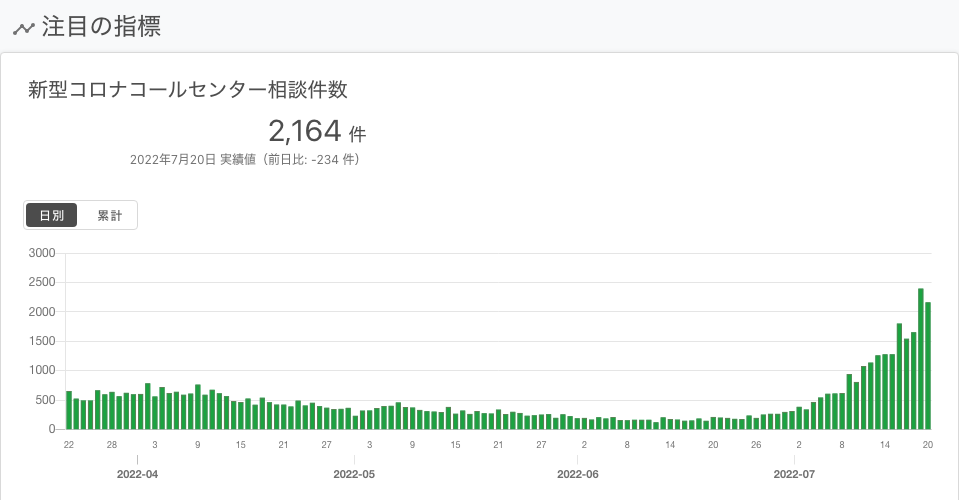 注目の指標
新型コロナコールセンター相談件数
2,164 件
2022年7月20日 実績値（前日比: -234 件）
日別 累計
3000
2500
2000
1500
1000
500
0
22 28 3 9 15 21 27 3 9 15 21 27 2 8 14 20 26 2 8 14 20
2022-04 2022-05 2022-06 2022-07